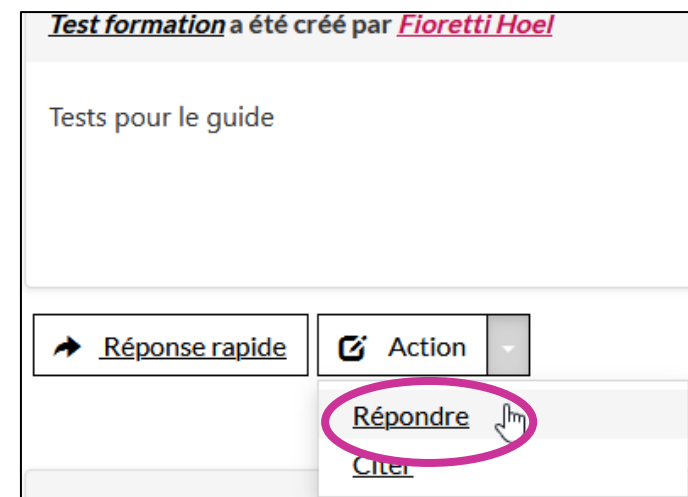 Test formation a été créé par Fioretti Hoel
Tests pour le guide
Réponse rapide Action
Répondre
Citer